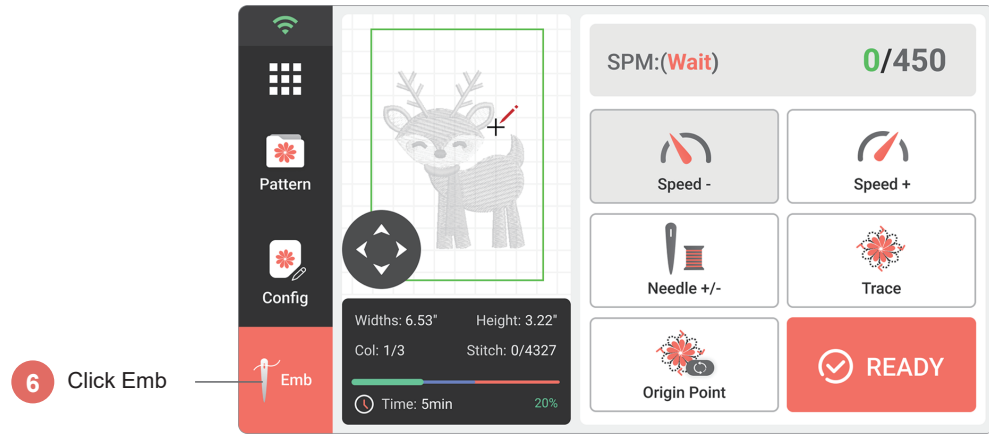 SPM:(Wait) 0/450
Pattern
Config
6 Click Emb
Emb
Widths: 6.53" Height: 3.22"
Col: 1/3 Stitch: 0/4327
Time: 5min 20%
Speed - Speed +
Needle +/- Trace
Origin Point READY